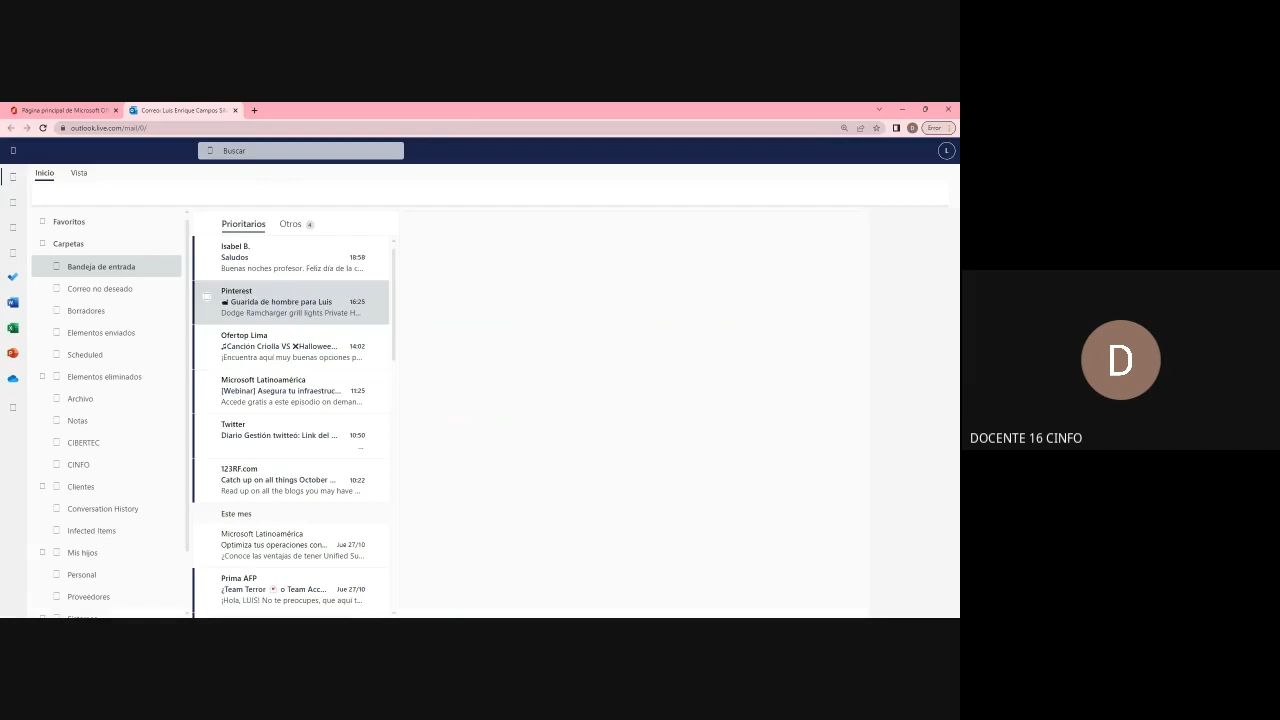 Página principal de Microsoft Of
Correo: Luis Enrique Campos Sil
outlook.live.com/mail/0/
Error
Buscar
L
Inicio
Vista
Favoritos
Carpetas
Bandeja de entrada
Correo no deseado
Borradores
Elementos enviados
Scheduled
Elementos eliminados
Archivo
Notas
CIBERTEC
CINFO
Clientes
Conversation History
Infected Items
Mis hijos
Personal
Proveedores
Prioritarios
Otros 4
Isabel B.
Saludos 18:58
Buenas noches profesor. Feliz día de la c...
Pinterest
Guarida de hombre para Luis 16:25
Dodge Ramcharger grill lights Private H...
Ofertop Lima
🎵Canción Criolla VS ❌Hallowee... 14:02
¡Encuentra aquí muy buenas opciones p...
Microsoft Latinoamérica
[Webinar] Asegura tu infraestruc... 11:25
Accede gratis a este episodio on deman...
Twitter
Diario Gestión twitteó: Link del ... 10:50
...
123RF.com
Catch up on all things October ... 10:22
Read up on all the blogs you may have ...
Este mes
Microsoft Latinoamérica
Optimiza tus operaciones con... Jue 27/10
¿Conoce las ventajas de tener Unified Su...
Prima AFP
¿Team Terror o Team Acc... Jue 27/10
¡Hola, LUIS! No te preocupes, que aquí t...
D
DOCENTE 16 CINFO